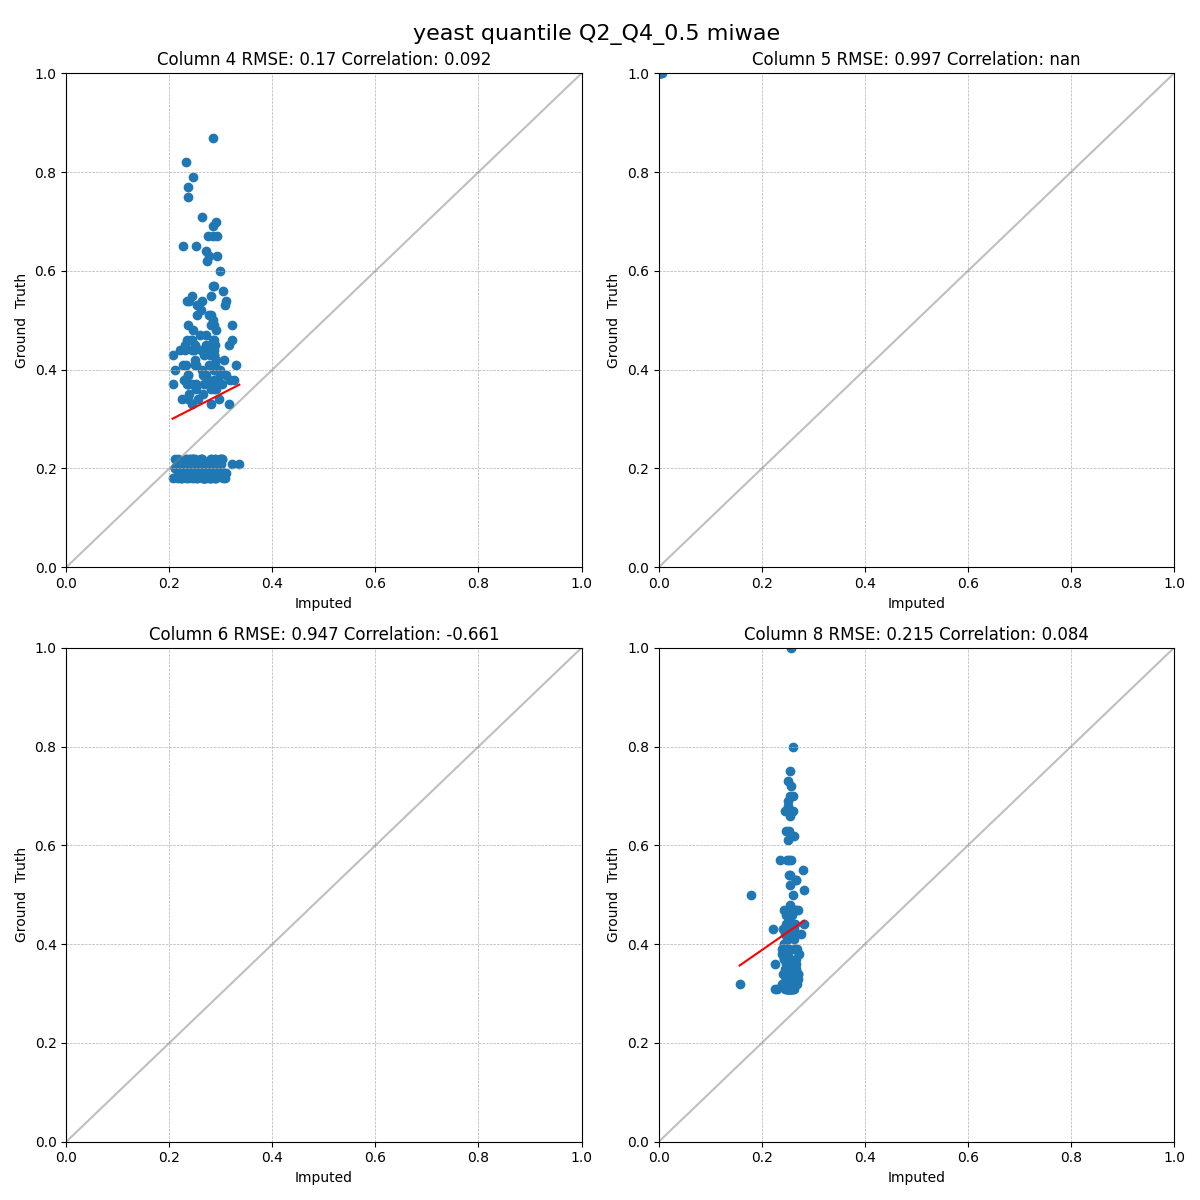 yeast quantile Q2_Q4_0.5 miwae
Column 4 RMSE: 0.17 Correlation: 0.092
1.0
0.8
0.6
0.4
0.2
0.0
Ground Truth
0.0 0.2 0.4 0.6 0.8 1.0
Imputed
Column 5 RMSE: 0.997 Correlation: nan
1.0
0.8
0.6
0.4
0.2
0.0
Ground Truth
0.0 0.2 0.4 0.6 0.8 1.0
Imputed
Column 6 RMSE: 0.947 Correlation: -0.661
1.0
0.8
0.6
0.4
0.2
0.0
Ground Truth
0.0 0.2 0.4 0.6 0.8 1.0
Imputed
Column 8 RMSE: 0.215 Correlation: 0.084
1.0
0.8
0.6
0.4
0.2
0.0
Ground Truth
0.0 0.2 0.4 0.6 0.8 1.0
Imputed